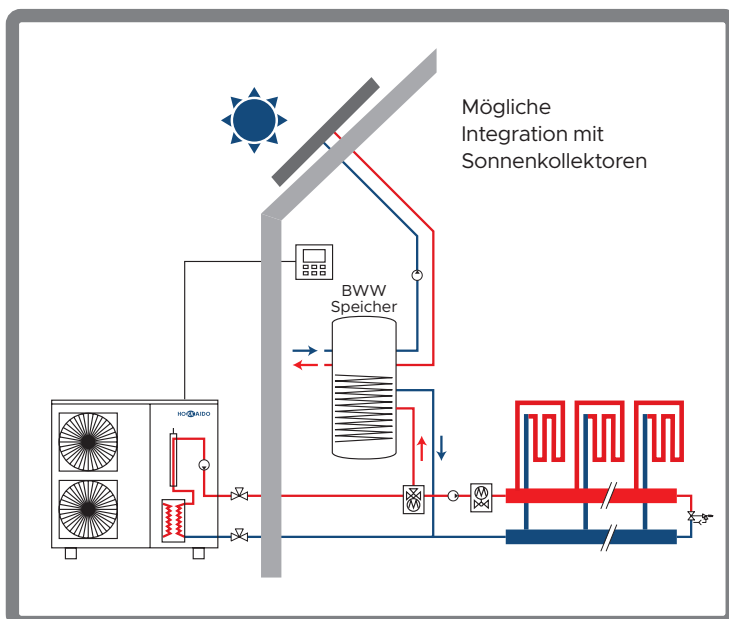 Mögliche
Integration mit
Sonnenkollektoren
BWW
Speicher
HOKKAIDO